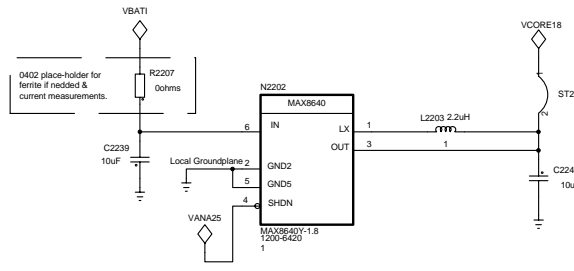 VBATI
VCORE18
0402 place-holder for
ferrite if nedded &
current measurements.
R2207
0ohms
N2202
MAX8640
ST2
2
C2239
10uF
6
IN
LX
1
L2203
2.2uH
OUT
3
1
Local Groundplane
2
GND2
5
GND5
4
SHDN
C224
10u
VANA25
MAX8640Y-1.8
1200-6420
1